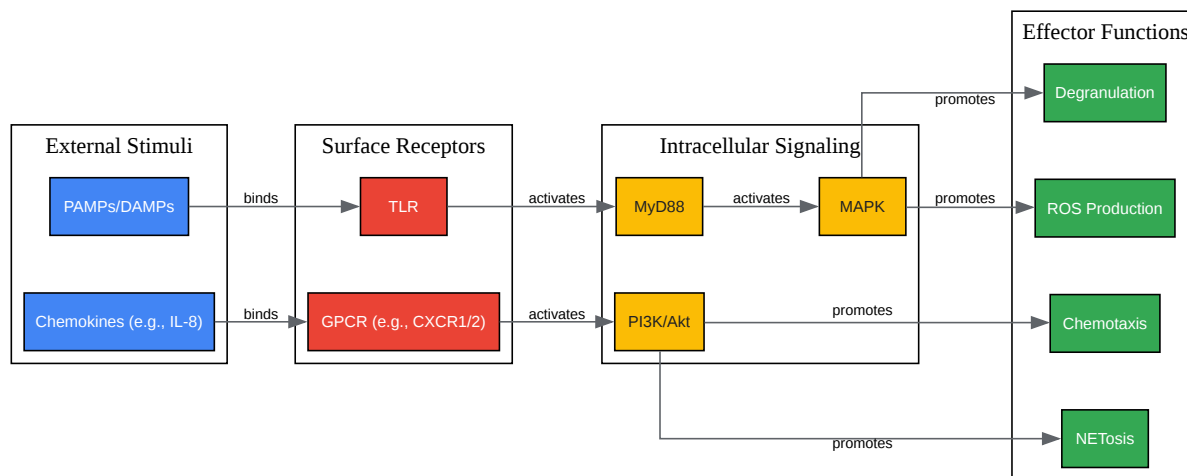 Effector Functions
Degranulation
promotes
External Stimuli
Surface Receptors
Intracellular Signaling
PAMPs/DAMPs
binds
TLR
activates
MyD88
activates
MAPK
promotes
ROS Production
Chemokines (e.g., IL-8)
binds
GPCR (e.g., CXCR1/2)
activates
PI3K/Akt
promotes
Chemotaxis
promotes
NETosis